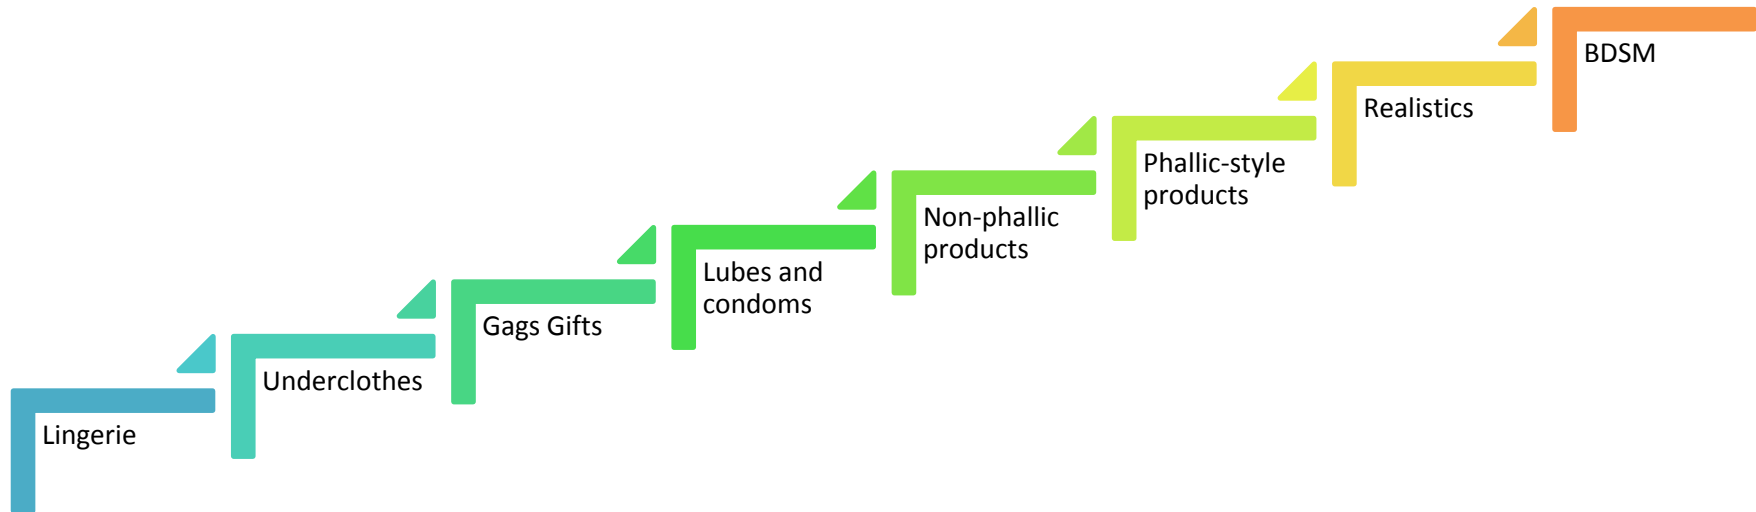 Lingerie
Underclothes
Gags Gifts
Lubes and
condoms
Non-phallic
products
Phallic-style
products
Realistics
BDSM